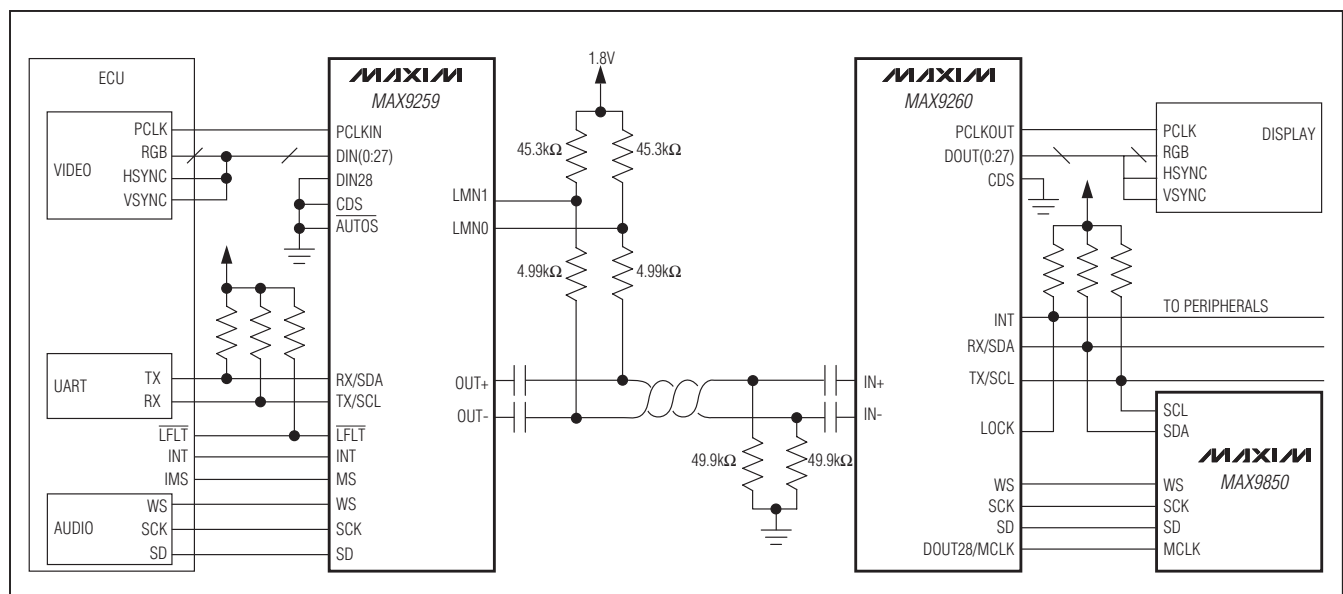 ECU
VIDEO
PCLK
RGB
HSYNC
VSYNC
UART
TX
RX
LFLT
INT
IMS
AUDIO
WS
SCK
SD
MAXIM
MAX9259
PCLKIN
DIN(0:27)
DIN28
CDS
AUTOS
RX/SDA
TX/SCL
LFLT
INT
MS
WS
SCK
SD
LMN1
LMN0
OUT+
OUT-
1.8V
45.3kΩ
45.3kΩ
4.99kΩ
4.99kΩ
49.9kΩ
49.9kΩ
MAXIM
MAX9260
PCLKOUT
DOUT(0:27)
CDS
INT
RX/SDA
TX/SCL
IN+
IN-
LOCK
WS
SCK
SD
DOUT28/MCLK
PCLK
RGB
HSYNC
VSYNC
DISPLAY
TO PERIPHERALS
SCL
SDA
MAXIM
MAX9850
WS
SCK
SD
MCLK